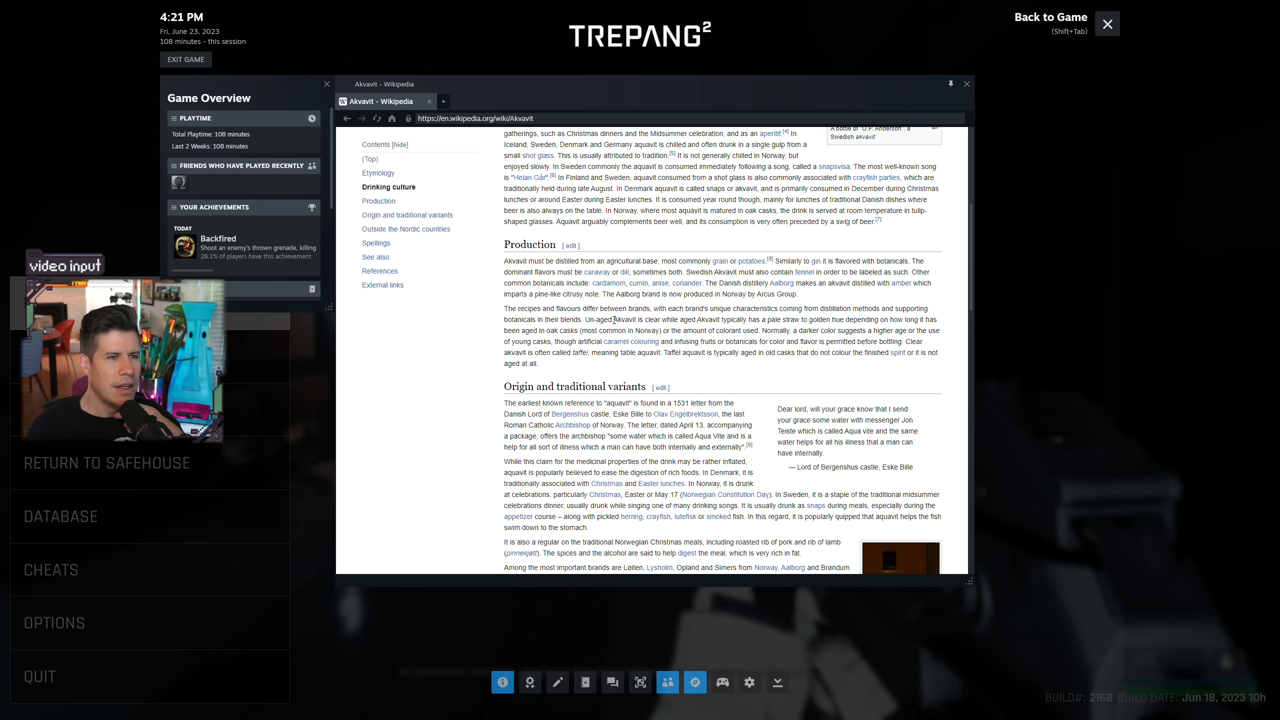 4:21 PM
Fri, June 23, 2023
108 minutes - this session
EXIT GAME
TREPANG²
Back to Game
(Shift+Tab)
Game Overview
PLAYTIME
Total Playtime: 108 minutes
Last 2 Weeks: 108 minutes
FRIENDS WHO HAVE PLAYED RECENTLY
YOUR ACHIEVEMENTS
TODAY
Backfired
Shoot an enemy's thrown grenade, killing
26.1% of players have this achievement
video input
RETURN TO SAFEHOUSE
DATABASE
CHEATS
OPTIONS
QUIT
Akvavit - Wikipedia
Akvavit - Wikipedia
https://en.wikipedia.org/wiki/Akvavit
Contents [hide]
(Top)
Etymology
Drinking culture
Production
Origin and traditional variants
Outside the Nordic countries
Spellings
See also
References
External links
A bottle of "O.P. Anderson", a
Swedish akvavit
gatherings, such as Christmas dinners and the Midsummer celebration, and as an aperitif.[4] In
Iceland, Sweden, Denmark and Germany aquavit is chilled and often drunk in a single gulp from a
small shot glass. This is usually attributed to tradition.[5] It is not generally chilled in Norway, but
enjoyed slowly. In Sweden commonly the aquavit is consumed immediately following a song, called a snapsvisa. The most well-known song
is "Helan Går".[6] In Finland and Sweden, aquavit consumed from a shot glass is also commonly associated with crayfish parties, which are
traditionally held during late August. In Denmark aquavit is called snaps or akvavit, and is primarily consumed in December during Christmas
lunches or around Easter during Easter lunches. It is consumed year round though, mainly for lunches of traditional Danish dishes where
beer is also always on the table. In Norway, where most aquavit is matured in oak casks, the drink is served at room temperature in tulip-
shaped glasses. Aquavit arguably complements beer well, and its consumption is very often preceded by a swig of beer.[7]
Production [ edit ]
Akvavit must be distilled from an agricultural base, most commonly grain or potatoes.[8] Similarly to gin it is flavored with botanicals. The
dominant flavors must be caraway or dill, sometimes both. Swedish Akvavit must also contain fennel in order to be labeled as such. Other
common botanicals include: cardamom, cumin, anise, coriander. The Danish distillery Aalborg makes an akvavit distilled with amber which
imparts a pine-like citrusy note. The Aalborg brand is now produced in Norway by Arcus Group.
The recipes and flavours differ between brands, with each brand's unique characteristics coming from distillation methods and supporting
botanicals in their blends. Un-aged Akvavit is clear while aged Akvavit typically has a pale straw to golden hue depending on how long it has
been aged in oak casks (most common in Norway) or the amount of colorant used. Normally, a darker color suggests a higher age or the use
of young casks, though artificial caramel colouring and infusing fruits or botanicals for color and flavor is permitted before bottling. Clear
akvavit is often called taffel, meaning table aquavit. Taffel aquavit is typically aged in old casks that do not colour the finished spirit or it is not
aged at all.
Origin and traditional variants [ edit ]
The earliest known reference to "aquavit" is found in a 1531 letter from the
Danish Lord of Bergenshus castle, Eske Bille to Olav Engelbrektsson, the last
Roman Catholic Archbishop of Norway. The letter, dated April 13, accompanying
a package, offers the archbishop "some water which is called Aqua Vite and is a
help for all sort of illness which a man can have both internally and externally".[9]
Dear lord, will your grace know that I send
your grace some water with messenger Jon
Teiste which is called Aqua vite and the same
water helps for all his illness that a man can
have internally.
— Lord of Bergenshus castle, Eske Bille
While this claim for the medicinal properties of the drink may be rather inflated,
aquavit is popularly believed to ease the digestion of rich foods. In Denmark, it is
traditionally associated with Christmas and Easter lunches. In Norway, it is drunk
at celebrations, particularly Christmas, Easter or May 17 (Norwegian Constitution Day). In Sweden, it is a staple of the traditional midsummer
celebrations dinner, usually drunk while singing one of many drinking songs. It is usually drunk as snaps during meals, especially during the
appetizer course – along with pickled herring, crayfish, lutefisk or smoked fish. In this regard, it is popularly quipped that aquavit helps the fish
swim down to the stomach.
It is also a regular on the traditional Norwegian Christmas meals, including roasted rib of pork and rib of lamb
(pinnekjøtt). The spices and the alcohol are said to help digest the meal, which is very rich in fat.
Among the most important brands are Løiten, Lysholm, Opland and Simers from Norway, Aalborg and Brøndum
BUILD#: 2168 BUILD DATE: Jun 18, 2023 10h